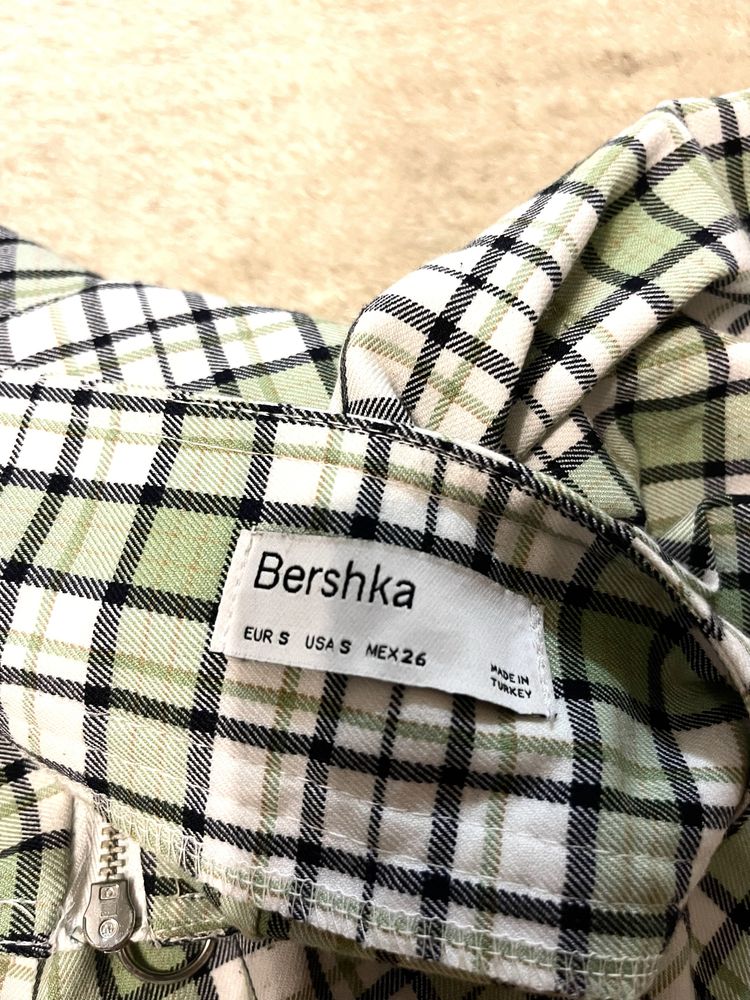 Bershka
EUR S USA S MEX 26
MADE IN
TURKEY